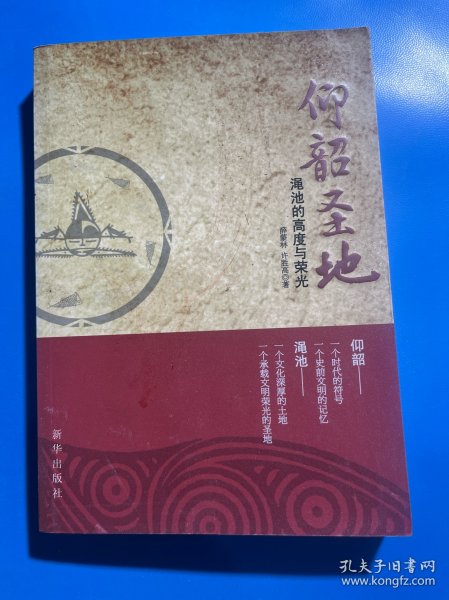 仰韶圣地
渑池的高度与荣光
薛蒙林 许胜高◎著
仰韶——
一个时代的符号
一个史前文明的记忆
渑池——
一个文化深厚的土地
一个承载文明荣光的圣地
新华出版社
孔夫子旧书网
www.kongfz.com